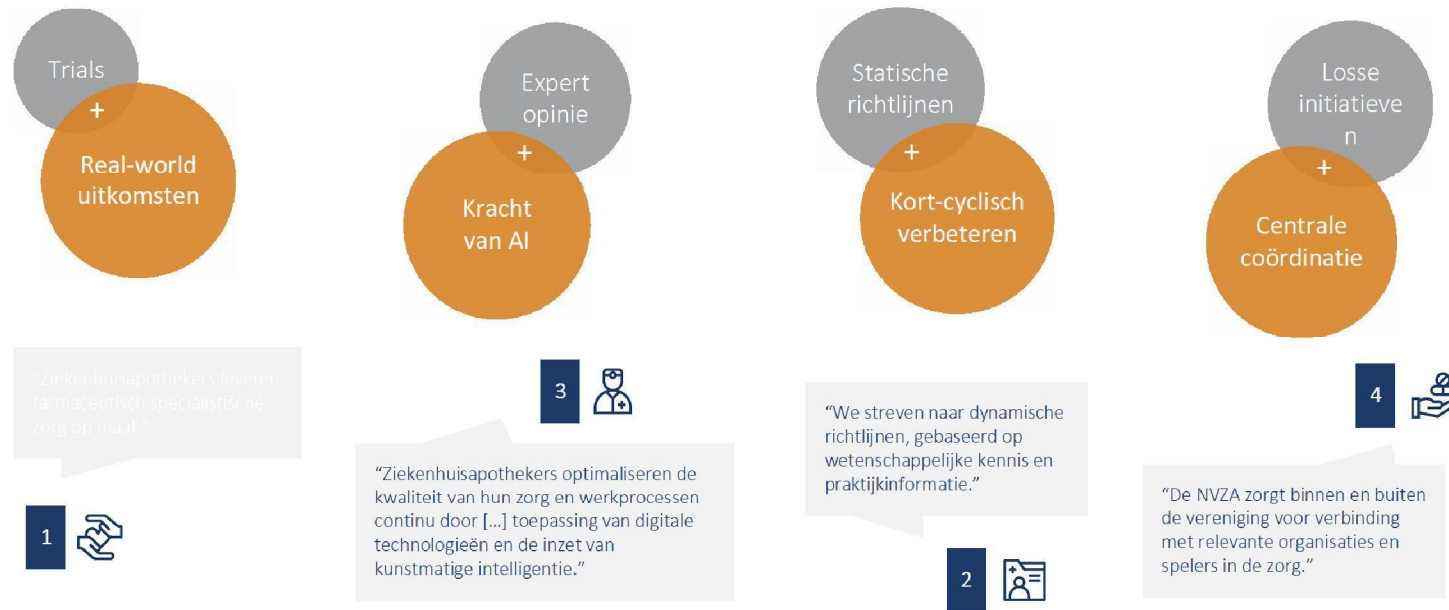 Trials
+
Real-world
uitkomsten
Expert
opinie
+
Kracht
van AI
Statische
richtlijnen
+
Kort-cyclisch
verbeteren
Losse
initiatieve
n
+
Centrale
coördinatie
“Ziekenhuisapothekers leveren
farmaceutisch specialistische
zorg op maat.”
1
3
“Ziekenhuisapothekers optimaliseren de
kwaliteit van hun zorg en werkprocessen
continu door [...] toepassing van digitale
technologieën en de inzet van
kunstmatige intelligentie.”
“We streven naar dynamische
richtlijnen, gebaseerd op
wetenschappelijke kennis en
praktijkinformatie.”
2
4
“De NVZA zorgt binnen en buiten
de vereniging voor verbinding
met relevante organisaties en
spelers in de zorg.”